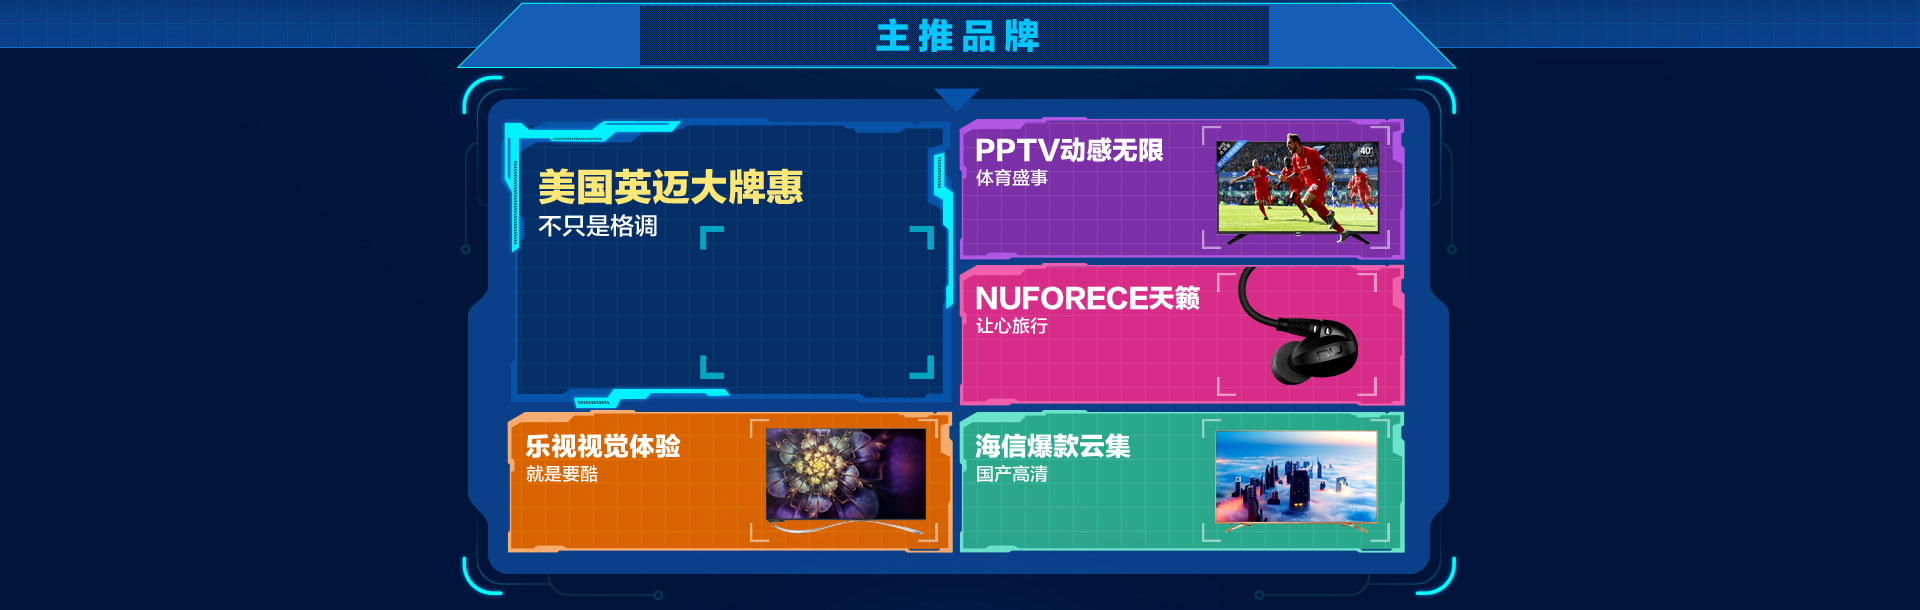 主推品牌
美国英迈大牌惠
不只是格调
PPTV动感无限
体育盛事
40"
NUFORECE天籁
让心旅行
乐视视觉体验
就是要酷
海信爆款云集
国产高清